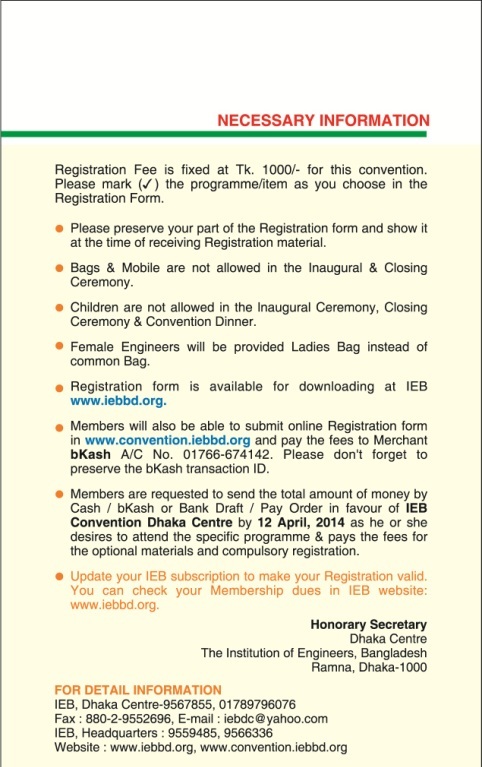 NECESSARY INFORMATION
Registration Fee is fixed at Tk. 1000/- for this convention.
Please mark (✓) the programme/item as you choose in the
Registration Form.
● Please preserve your part of the Registration form and show it
at the time of receiving Registration material.
● Bags & Mobile are not allowed in the Inaugural & Closing
Ceremony.
● Children are not allowed in the Inaugural Ceremony, Closing
Ceremony & Convention Dinner.
● Female Engineers will be provided Ladies Bag instead of
common Bag.
● Registration form is available for downloading at IEB
www.iebbd.org.
● Members will also be able to submit online Registration form
in www.convention.iebbd.org and pay the fees to Merchant
bKash A/C No. 01766-674142. Please don't forget to
preserve the bKash transaction ID.
● Members are requested to send the total amount of money by
Cash / bKash or Bank Draft / Pay Order in favour of IEB
Convention Dhaka Centre by 12 April, 2014 as he or she
desires to attend the specific programme & pays the fees for
the optional materials and compulsory registration.
● Update your IEB subscription to make your Registration valid.
You can check your Membership dues in IEB website:
www.iebbd.org.
Honorary Secretary
Dhaka Centre
The Institution of Engineers, Bangladesh
Ramna, Dhaka-1000
FOR DETAIL INFORMATION
IEB, Dhaka Centre-9567855, 01789796076
Fax : 880-2-9552696, E-mail : iebdc@yahoo.com
IEB, Headquarters : 9559485, 9566336
Website : www.iebbd.org, www.convention.iebbd.org